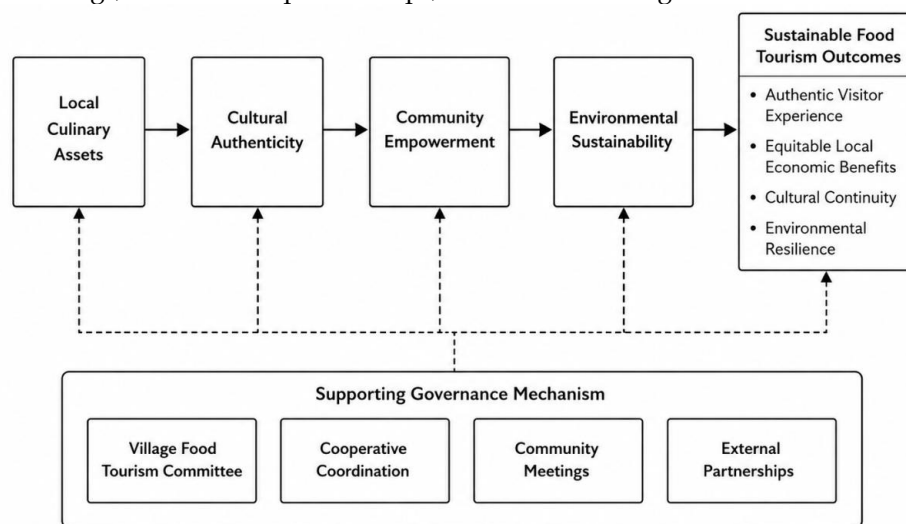 Local
Culinary
Assets
Cultural
Authenticity
Community
Empowerment
Environmental
Sustainability
Sustainable Food
Tourism Outcomes
• Authentic Visitor
Experience
• Equitable Local
Economic Benefits
• Cultural Continuity
• Environmental
Resilience
Supporting Governance Mechanism
Village Food
Tourism Committee
Cooperative
Coordination
Community
Meetings
External
Partnerships